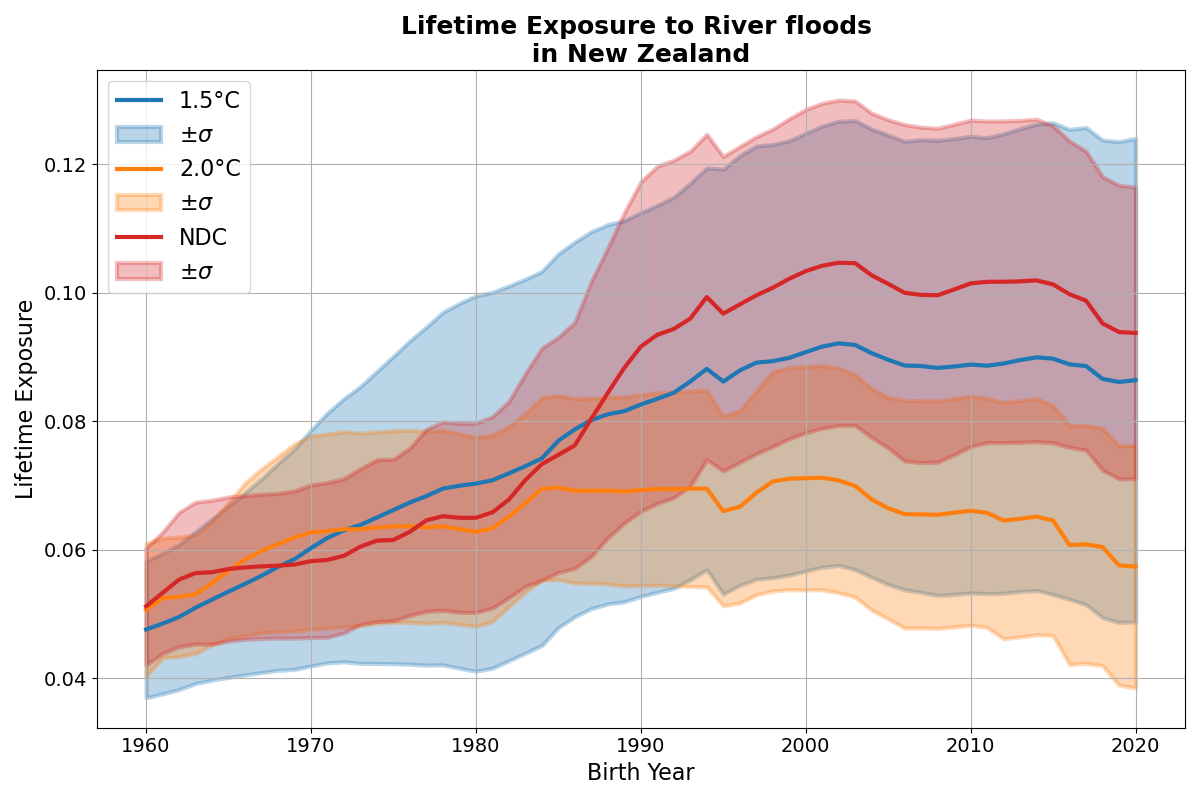 Lifetime Exposure to River floods
in New Zealand
1.5°C
±σ
2.0°C
±σ
NDC
±σ
Lifetime Exposure
0.12
0.10
0.08
0.06
0.04
1960 1970 1980 1990 2000 2010 2020
Birth Year